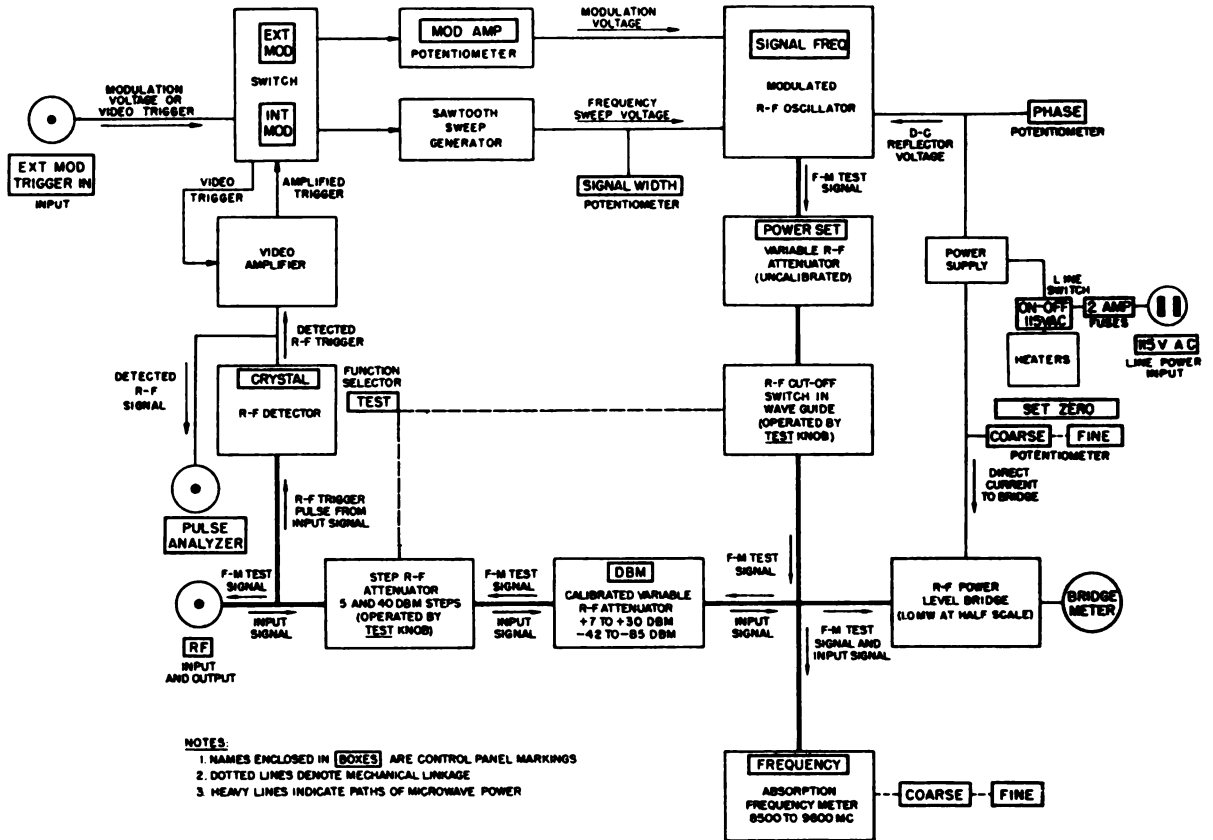 EXT
MOD
SWITCH
INT
MOD
MOD AMP
POTENTIOMETER
MODULATION
VOLTAGE
SIGNAL FREQ
MODULATED
R-F OSCILLATOR
MODULATION
VOLTAGE OR
VIDEO TRIGGER
EXT MOD
TRIGGER IN
INPUT
SAWTOOTH
SWEEP
GENERATOR
FREQUENCY
SWEEP VOLTAGE
SIGNAL WIDTH
POTENTIOMETER
D-C
REFLECTOR
VOLTAGE
PHASE
POTENTIOMETER
VIDEO
TRIGGER
AMPLIFIED
TRIGGER
F-M TEST
SIGNAL
VIDEO
AMPLIFIER
POWER SET
VARIABLE R-F
ATTENUATOR
(UNCALIBRATED)
POWER
SUPPLY
LINE
SWITCH
ON-OFF
115VAC
2 AMP
FUSES
115 V A C
LINE POWER
INPUT
HEATERS
DETECTED
R-F TRIGGER
DETECTED
R-F
SIGNAL
CRYSTAL
R-F DETECTOR
FUNCTION
SELECTOR
TEST
R-F CUT-OFF
SWITCH IN
WAVE GUIDE
(OPERATED BY
TEST KNOB)
SET ZERO
COARSE
FINE
POTENTIOMETER
DIRECT
CURRENT
TO BRIDGE
PULSE
ANALYZER
R-F TRIGGER
PULSE FROM
INPUT SIGNAL
F-M TEST
SIGNAL
INPUT
SIGNAL
RF
INPUT
AND OUTPUT
STEP R-F
ATTENUATOR
5 AND 40 DBM STEPS
(OPERATED BY
TEST KNOB)
F-M TEST
SIGNAL
INPUT
SIGNAL
DBM
CALIBRATED VARIABLE
R-F ATTENUATOR
+7 TO +30 DBM
-42 TO -85 DBM
F-M TEST
SIGNAL
INPUT
SIGNAL
F-M TEST
SIGNAL AND
INPUT SIGNAL
R-F POWER
LEVEL BRIDGE
(1.0 MW AT HALF SCALE)
BRIDGE
METER
FREQUENCY
ABSORPTION
FREQUENCY METER
8500 TO 9600 MC
COARSE
FINE
NOTES:
1. NAMES ENCLOSED IN BOXES ARE CONTROL PANEL MARKINGS
2. DOTTED LINES DENOTE MECHANICAL LINKAGE
3. HEAVY LINES INDICATE PATHS OF MICROWAVE POWER